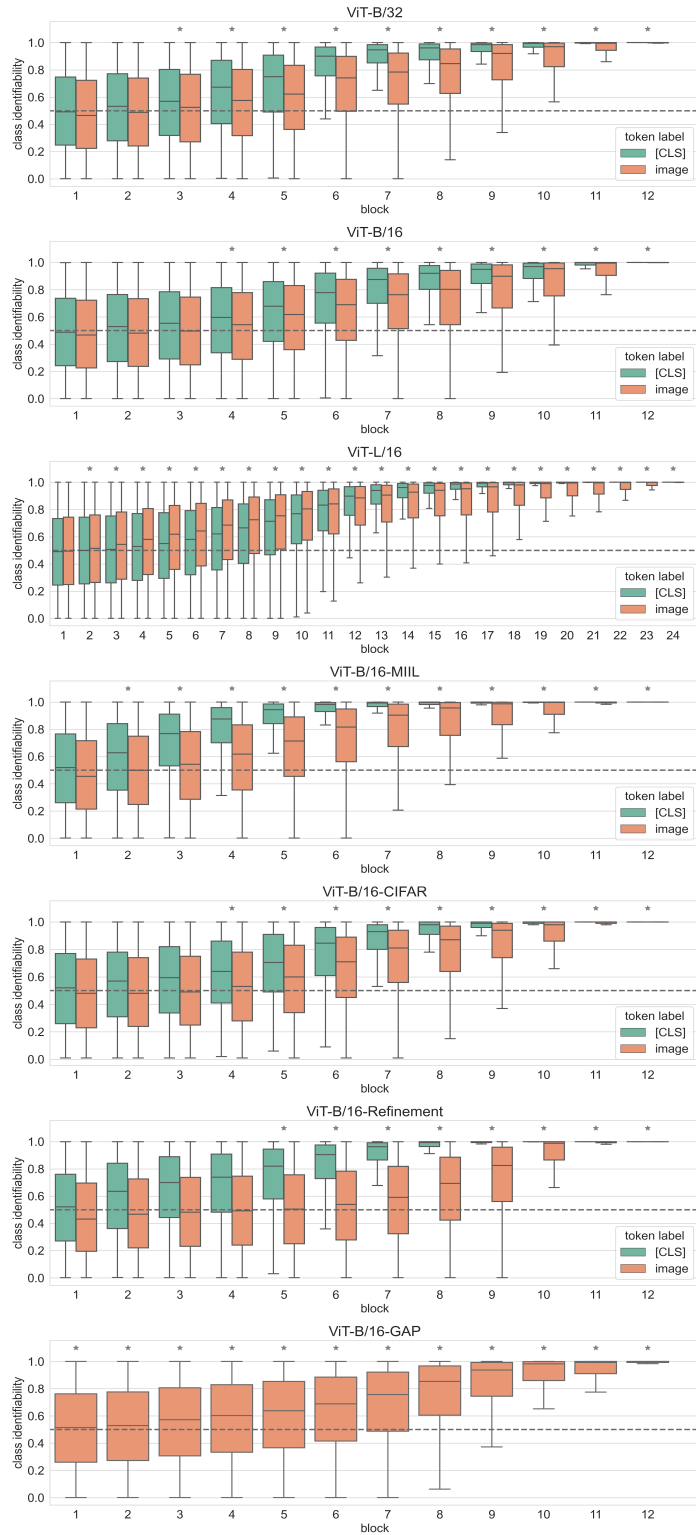 ViT-B/32
* * * * * * * * * *
1.0
0.8
0.6
0.4
0.2
0.0
class identifiability
token label
[CLS]
image
1 2 3 4 5 6 7 8 9 10 11 12
block
ViT-B/16
* * * * * * * * *
1.0
0.8
0.6
0.4
0.2
0.0
class identifiability
token label
[CLS]
image
1 2 3 4 5 6 7 8 9 10 11 12
block
ViT-L/16
* * * * * * * * * * * * * * * * * * * * * * *
1.0
0.8
0.6
0.4
0.2
0.0
class identifiability
token label
[CLS]
image
1 2 3 4 5 6 7 8 9 10 11 12 13 14 15 16 17 18 19 20 21 22 23 24
block
ViT-B/16-MIIL
* * * * * * * * * * *
1.0
0.8
0.6
0.4
0.2
0.0
class identifiability
token label
[CLS]
image
1 2 3 4 5 6 7 8 9 10 11 12
block
ViT-B/16-CIFAR
* * * * * * * * *
1.0
0.8
0.6
0.4
0.2
0.0
class identifiability
token label
[CLS]
image
1 2 3 4 5 6 7 8 9 10 11 12
block
ViT-B/16-Refinement
* * * * * * * *
1.0
0.8
0.6
0.4
0.2
0.0
class identifiability
token label
[CLS]
image
1 2 3 4 5 6 7 8 9 10 11 12
block
ViT-B/16-GAP
* * * * * * * * * * * *
1.0
0.8
0.6
0.4
0.2
0.0
class identifiability
1 2 3 4 5 6 7 8 9 10 11 12
block